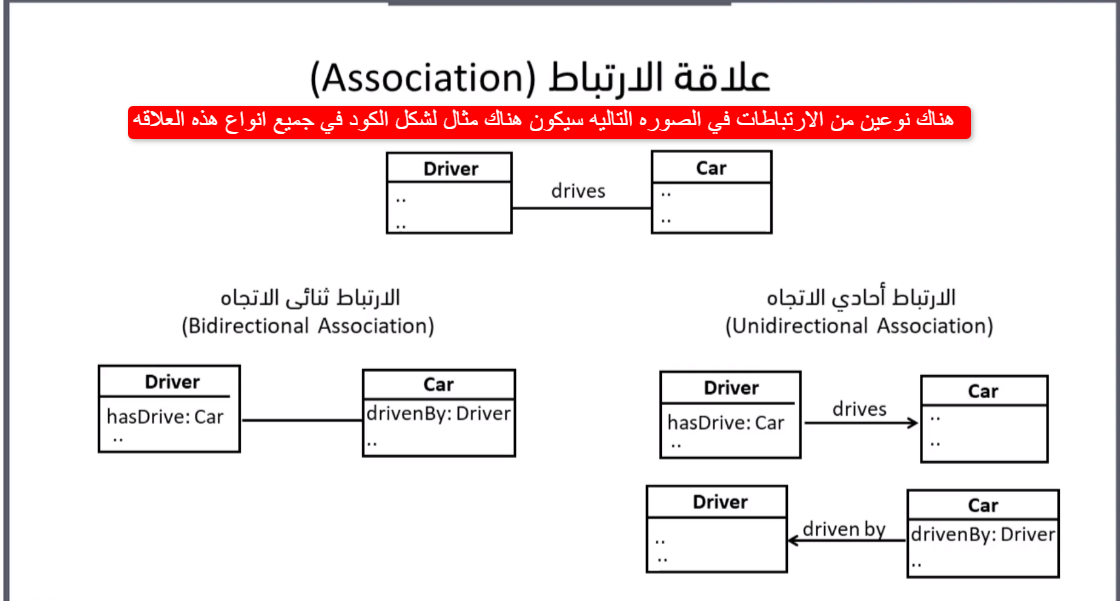 علاقة الارتباط (Association)
هناك نوعين من الارتباطات في الصوره التاليه سيكون هناك مثال لشكل الكود في جميع انواع هذه العلاقه
Driver
..
..
drives
Car
..
..
الارتباط ثنائى الاتجاه
(Bidirectional Association)
Driver
hasDrive: Car
..
Car
drivenBy: Driver
..
الارتباط أحادي الاتجاه
(Unidirectional Association)
Driver
hasDrive: Car
..
drives
Car
..
..
Driver
..
..
driven by
Car
drivenBy: Driver
..